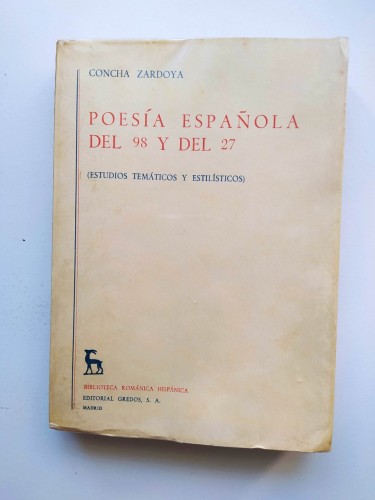 CONCHA ZARDOYA
POESÍA ESPAÑOLA
DEL 98 Y DEL 27
(ESTUDIOS TEMÁTICOS Y ESTILÍSTICOS)
BIBLIOTECA ROMÁNICA HISPÁNICA
EDITORIAL GREDOS, S. A.
MADRID